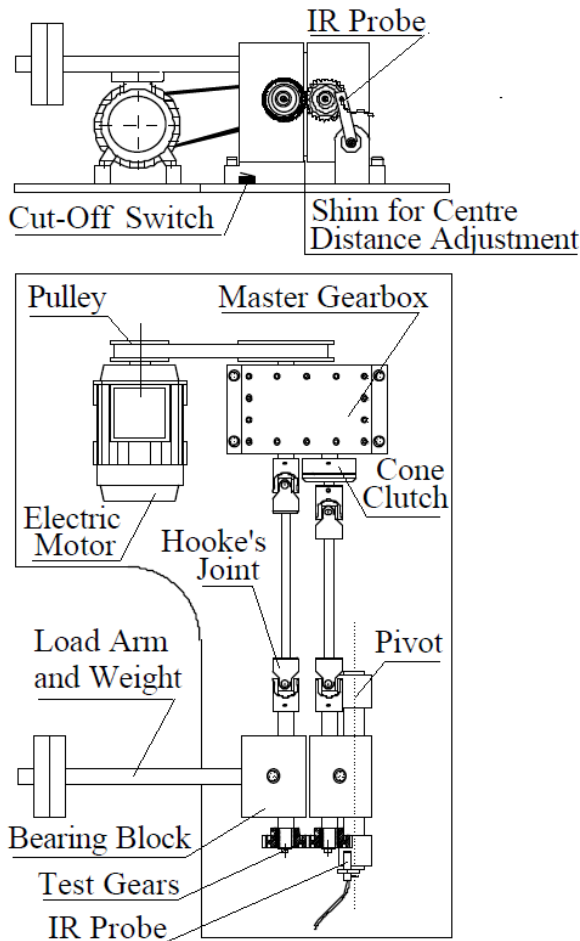 IR Probe
Cut-Off Switch
Shim for Centre
Distance Adjustment
Pulley
Master Gearbox
Cone
Clutch
Electric
Motor
Hooke's
Joint
Load Arm
and Weight
Pivot
Bearing Block
Test Gears
IR Probe